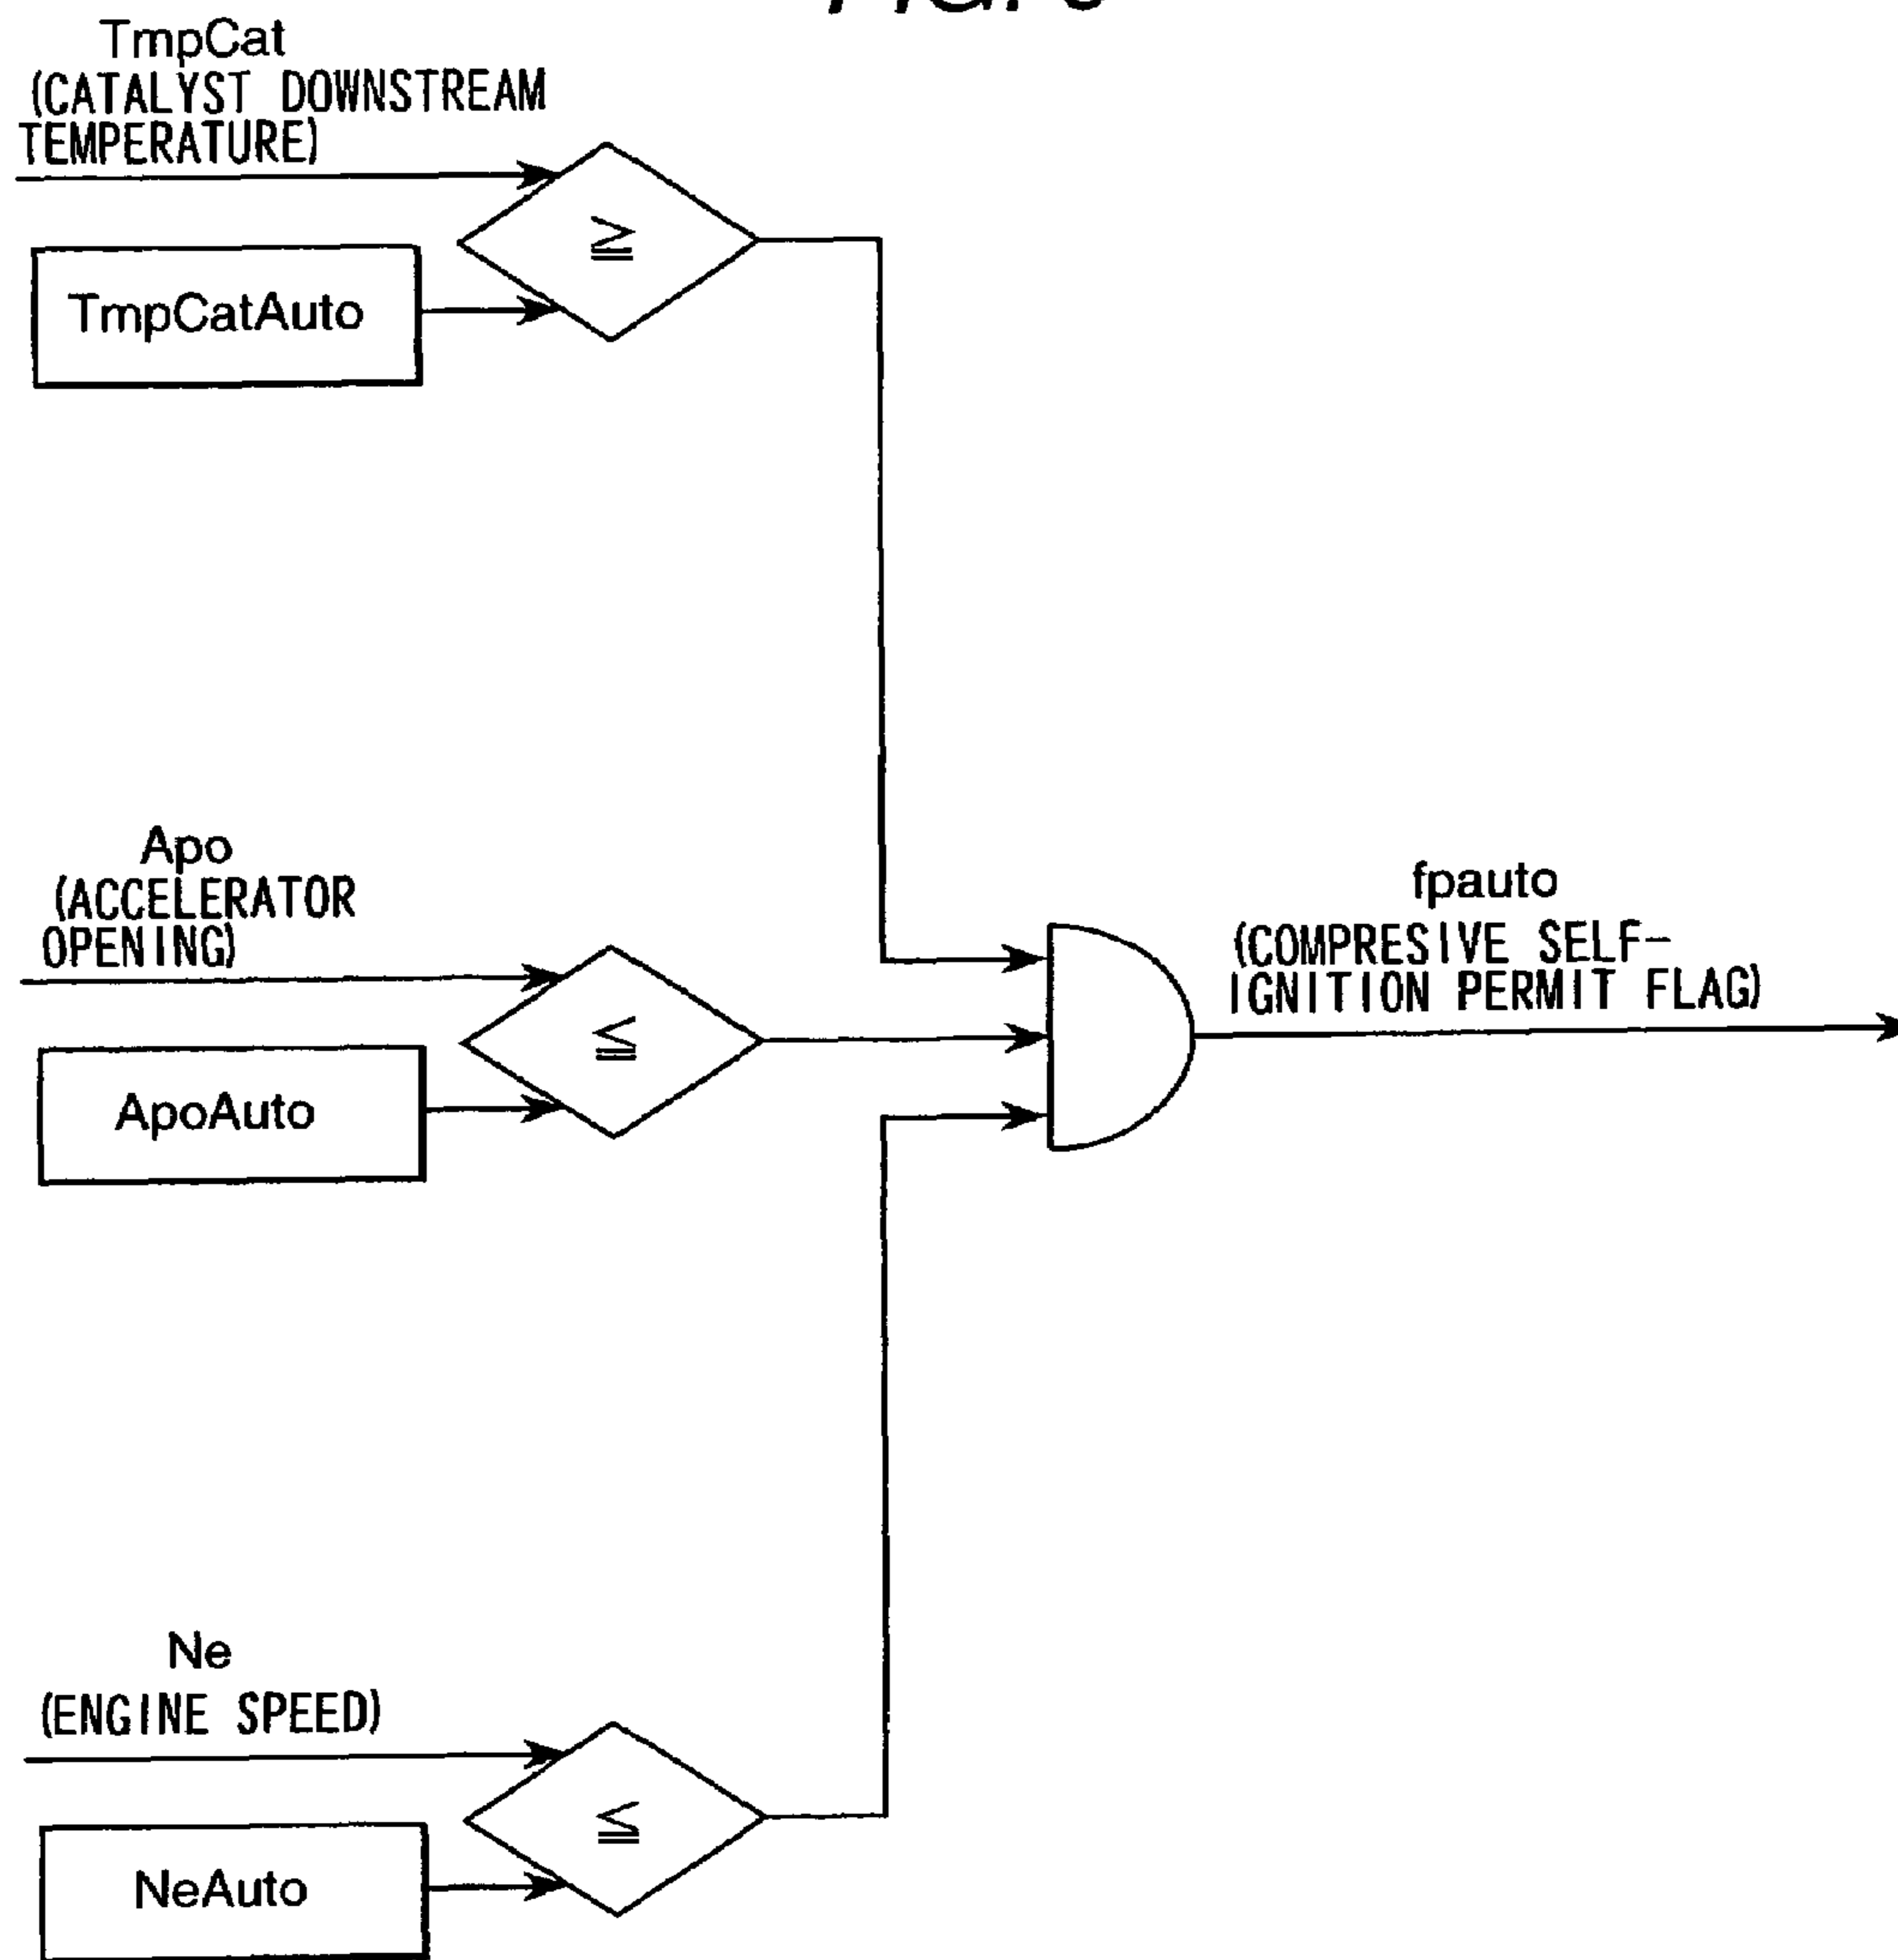 TmpCat
(CATALYST DOWNSTREAM
TEMPERATURE)
≧
TmpCatAuto
Apo
(ACCELERATOR
OPENING)
≦
ApoAuto
fpauto
(COMPRESIVE SELF-
IGNITION PERMIT FLAG)
Ne
(ENGINE SPEED)
≦
NeAuto